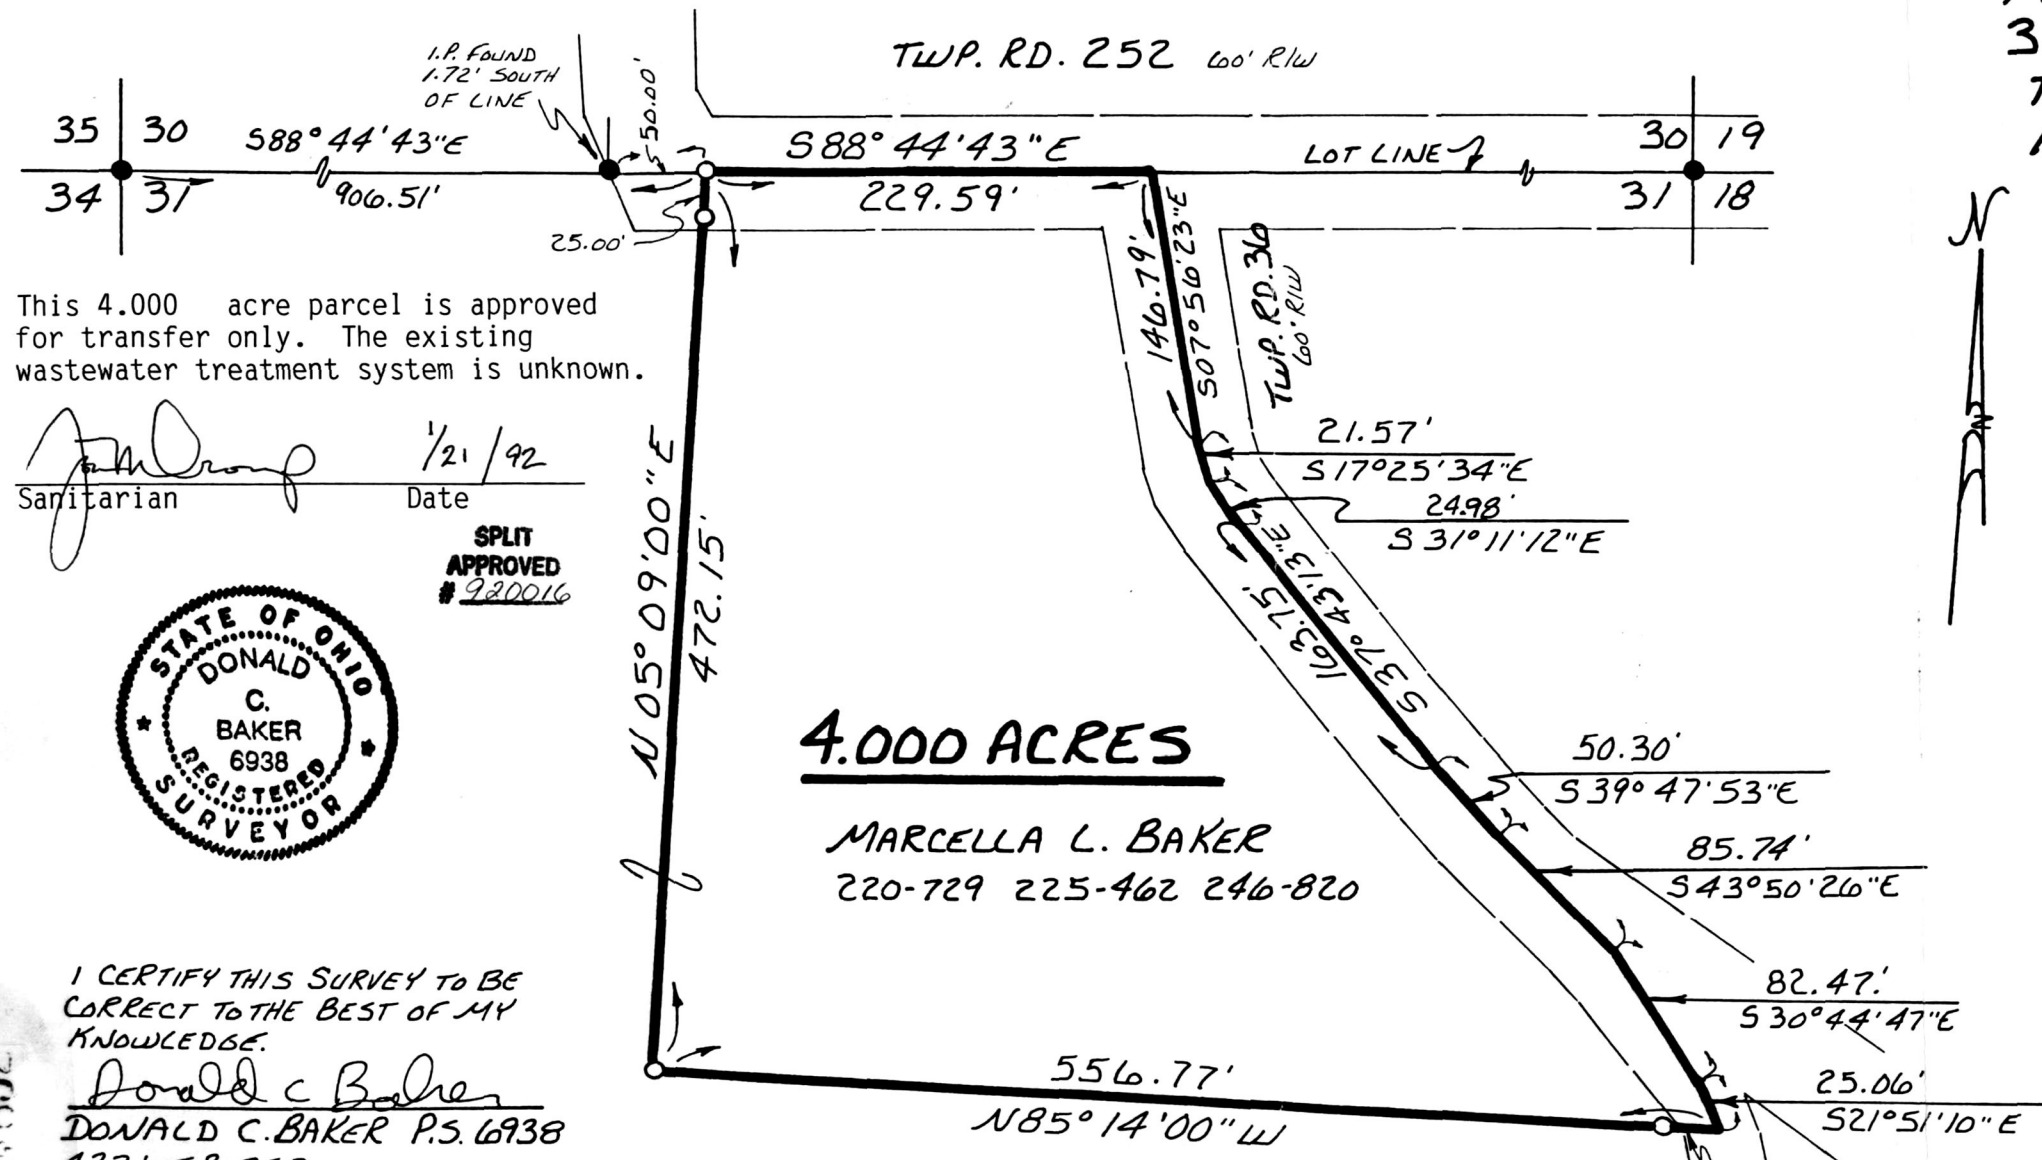 I.P. FOUND
1.72' SOUTH
OF LINE
50.00'
TWP. RD. 252 60' R/W
3
35 30
34 31
S88°44'43"E
906.51'
S88°44'43"E
229.59'
LOT LINE
30 19
31 18
25.00'
N
146.79'
S07°56'23"E
TWP. RD. 36
60' R/W
This 4.000 acre parcel is approved
for transfer only. The existing
wastewater treatment system is unknown.
1/21/92
Sanitarian Date
SPLIT
APPROVED
# 920016
STATE OF OHIO
DONALD
C.
BAKER
6938
REGISTERED
SURVEYOR
N05°09'00"E
472.15'
21.57'
S17°25'34"E
24.98'
S31°11'12"E
163.75'
S37°43'13"E
4.000 ACRES
MARCELLA L. BAKER
220-729 225-462 246-820
50.30'
S39°47'53"E
85.74'
S43°50'26"E
82.47'
S30°44'47"E
25.06'
S21°51'10"E
556.77'
N85°14'00"W
I CERTIFY THIS SURVEY TO BE
CORRECT TO THE BEST OF MY
KNOWLEDGE.
Donald C Baker
DONALD C. BAKER P.S. 6938